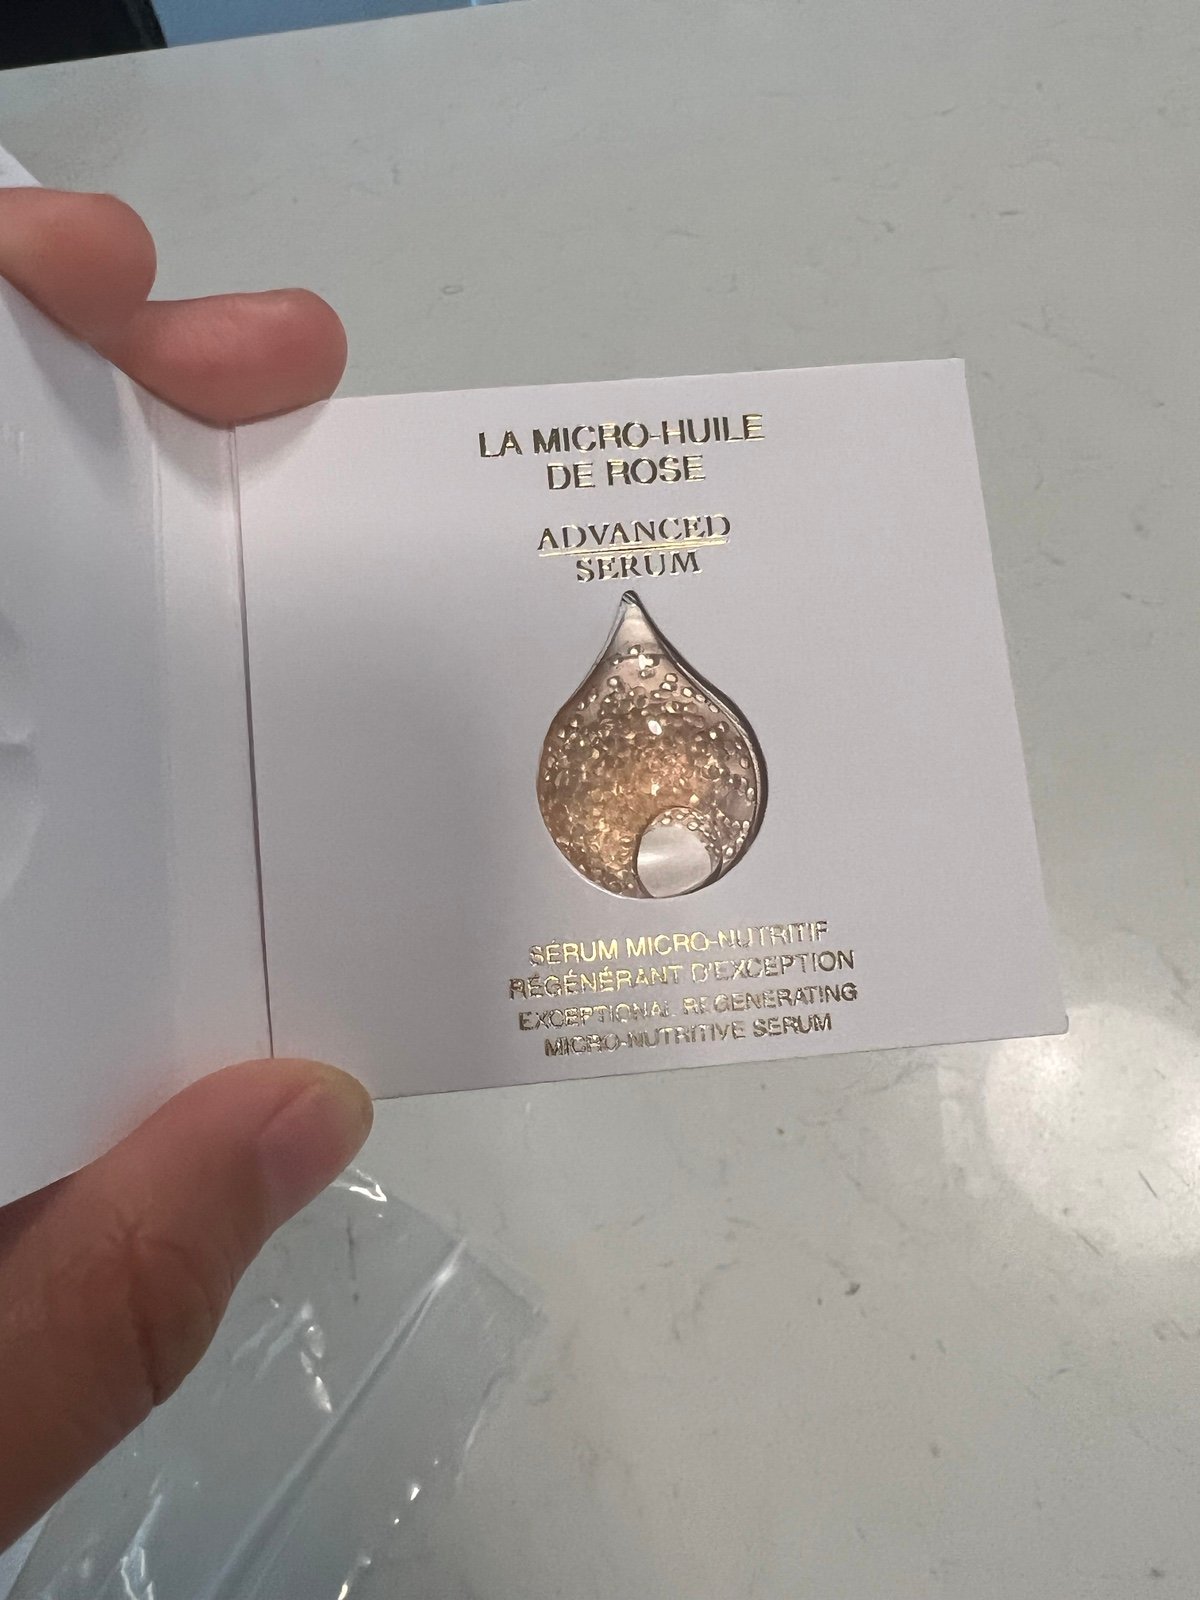 LA MICRO-HUILE
DE ROSE
ADVANCED
SERUM
SÉRUM MICRO-NUTRITIF
RÉGÉNÉRANT D'EXCEPTION
EXCEPTIONAL REGENERATING
MICRO-NUTRITIVE SERUM